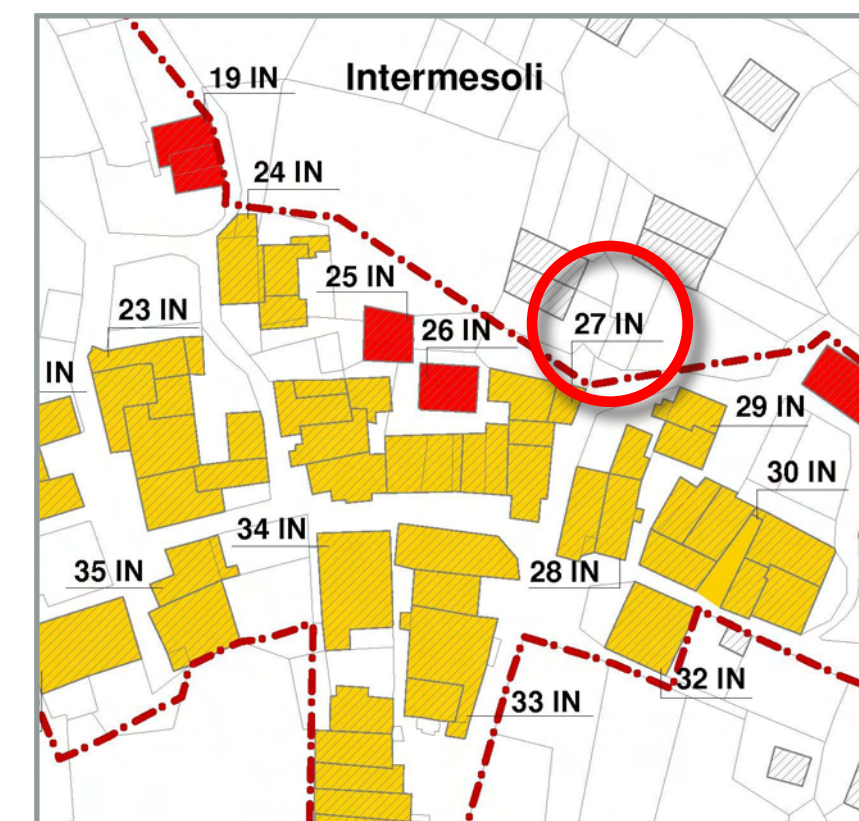 19 IN
Intermesoli
24 IN
25 IN
23 IN
26 IN
27 IN
IN
29 IN
30 IN
34 IN
35 IN
28 IN
32 IN
33 IN